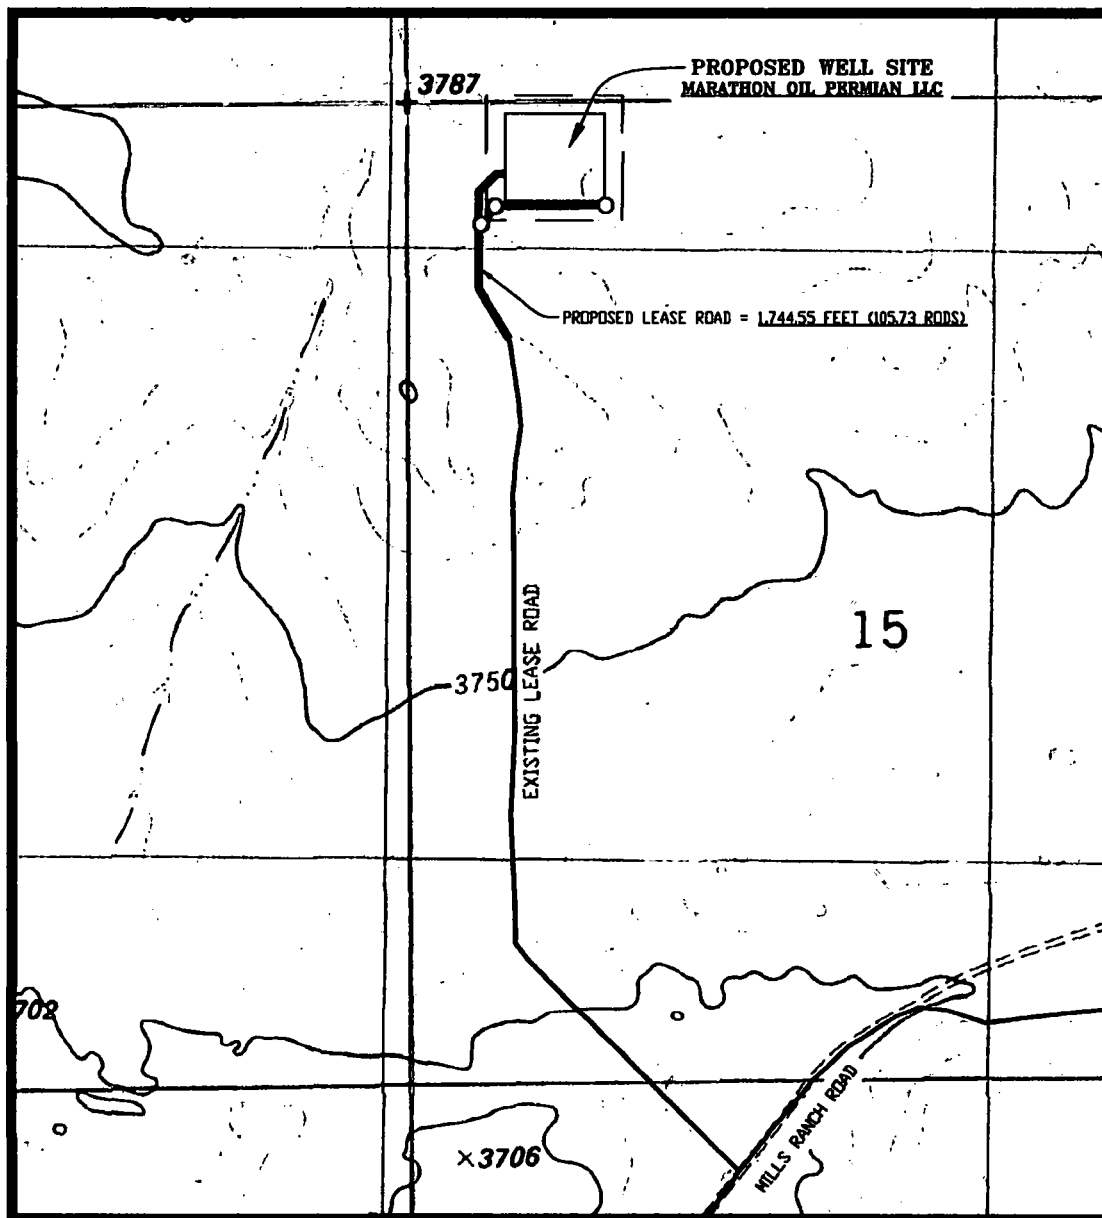 3787
PROPOSED WELL SITE
MARATHON OIL PERMIAN LLC
PROPOSED LEASE ROAD = 1,744.55 FEET (105.73 RODS)
EXISTING LEASE ROAD
15
3750
3706
MILLS RANCH ROAD